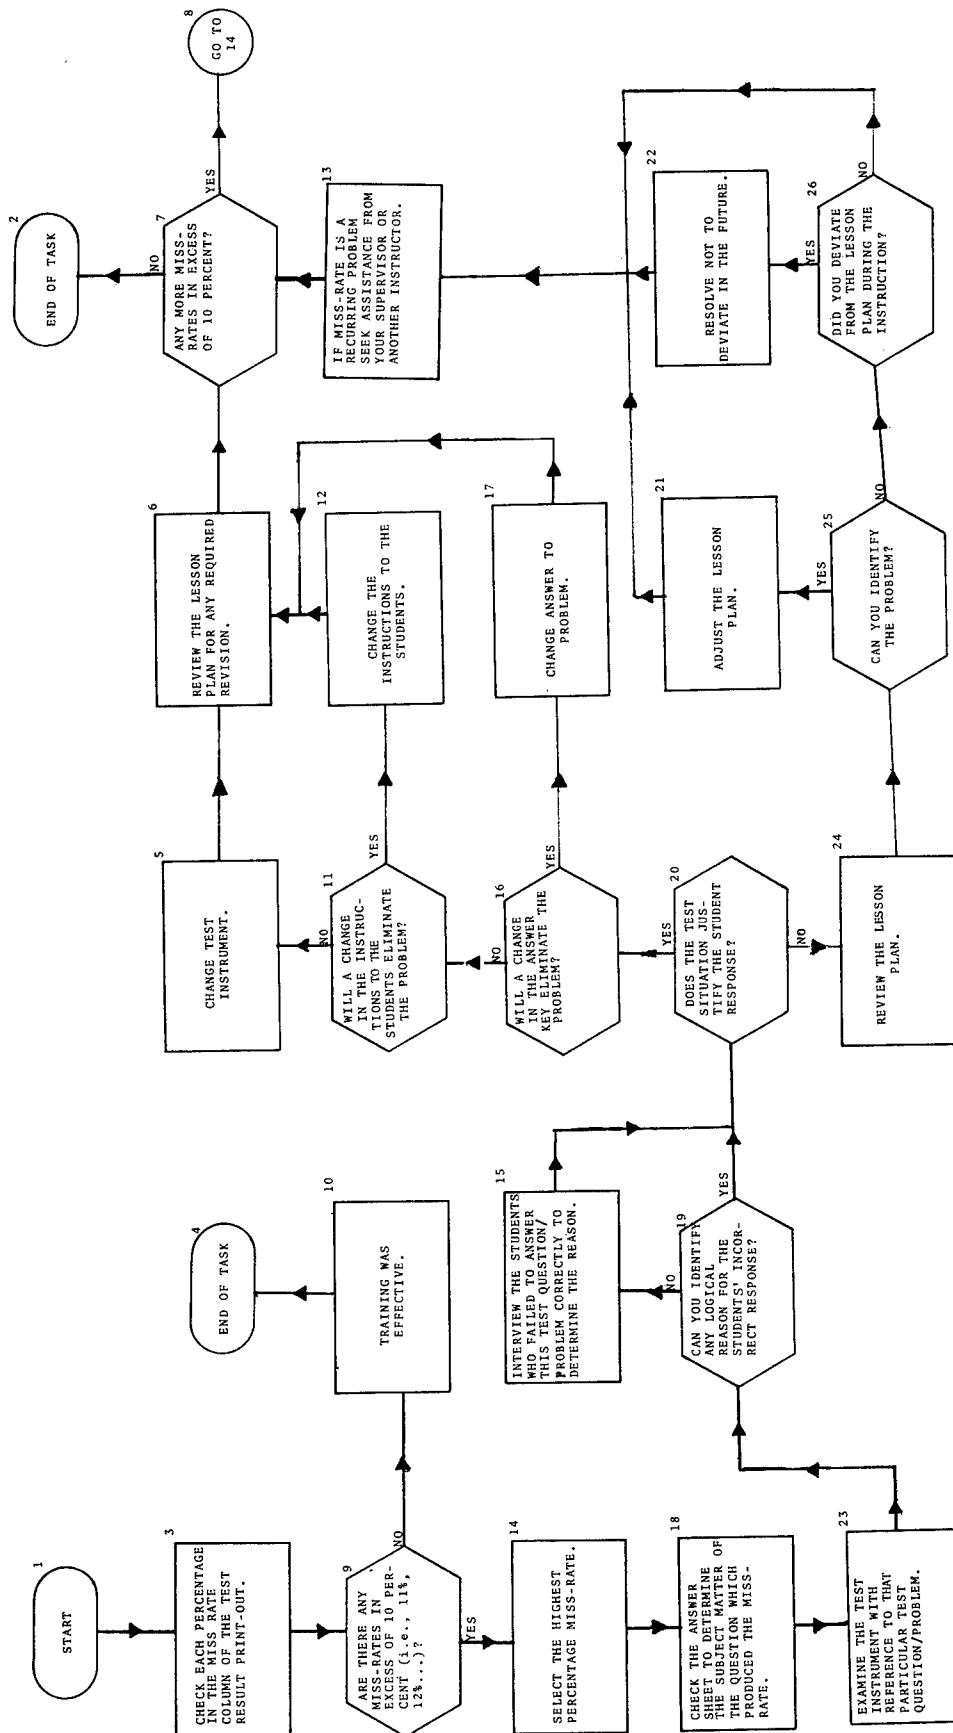 1
START
3
CHECK EACH PERCENTAGE
IN THE MISS RATE
COLUMN OF THE TEST
RESULT PRINT-OUT.
9
ARE THERE ANY
MISS-RATES IN
EXCESS OF 10 PER-
CENT (i.e., 11%,
12%...)?
NO
YES
14
SELECT THE HIGHEST
PERCENTAGE MISS-RATE.
18
CHECK THE ANSWER
SHEET TO DETERMINE
THE SUBJECT MATTER OF
THE QUESTION WHICH
PRODUCED THE MISS-
RATE.
23
EXAMINE THE TEST
INSTRUMENT WITH
REFERENCE TO THAT
PARTICULAR TEST
QUESTION/PROBLEM.
4
END OF TASK
10
TRAINING WAS
EFFECTIVE.
15
INTERVIEW THE STUDENTS
WHO FAILED TO ANSWER
THIS TEST QUESTION/
PROBLEM CORRECTLY TO
DETERMINE THE REASON.
NO
19
CAN YOU IDENTIFY
ANY LOGICAL
REASON FOR THE
STUDENTS' INCOR-
RECT RESPONSE?
YES
5
CHANGE TEST
INSTRUMENT.
NO
11
WILL A CHANGE
IN THE INSTRUC-
TIONS TO THE
STUDENTS ELIMINATE
THE PROBLEM?
YES
NO
16
WILL A CHANGE
IN THE ANSWER
KEY ELIMINATE THE
PROBLEM?
YES
YES
20
DOES THE TEST
SITUATION JUS-
TIFY THE STUDENT
RESPONSE?
NO
24
REVIEW THE LESSON
PLAN.
6
REVIEW THE LESSON
PLAN FOR ANY REQUIRED
REVISION.
12
CHANGE THE
INSTRUCTIONS TO THE
STUDENTS.
17
CHANGE ANSWER TO
PROBLEM.
21
ADJUST THE LESSON
PLAN.
YES
25
CAN YOU IDENTIFY
THE PROBLEM?
NO
2
END OF TASK
NO
7
ANY MORE MISS-
RATES IN EXCESS
OF 10 PERCENT?
YES
8
GO TO
14
13
IF MISS-RATE IS A
RECURRING PROBLEM
SEEK ASSISTANCE FROM
YOUR SUPERVISOR OR
ANOTHER INSTRUCTOR.
22
RESOLVE NOT TO
DEVIATE IN THE FUTURE.
YES
26
DID YOU DEVIATE
FROM THE LESSON
PLAN DURING THE
INSTRUCTION?
NO